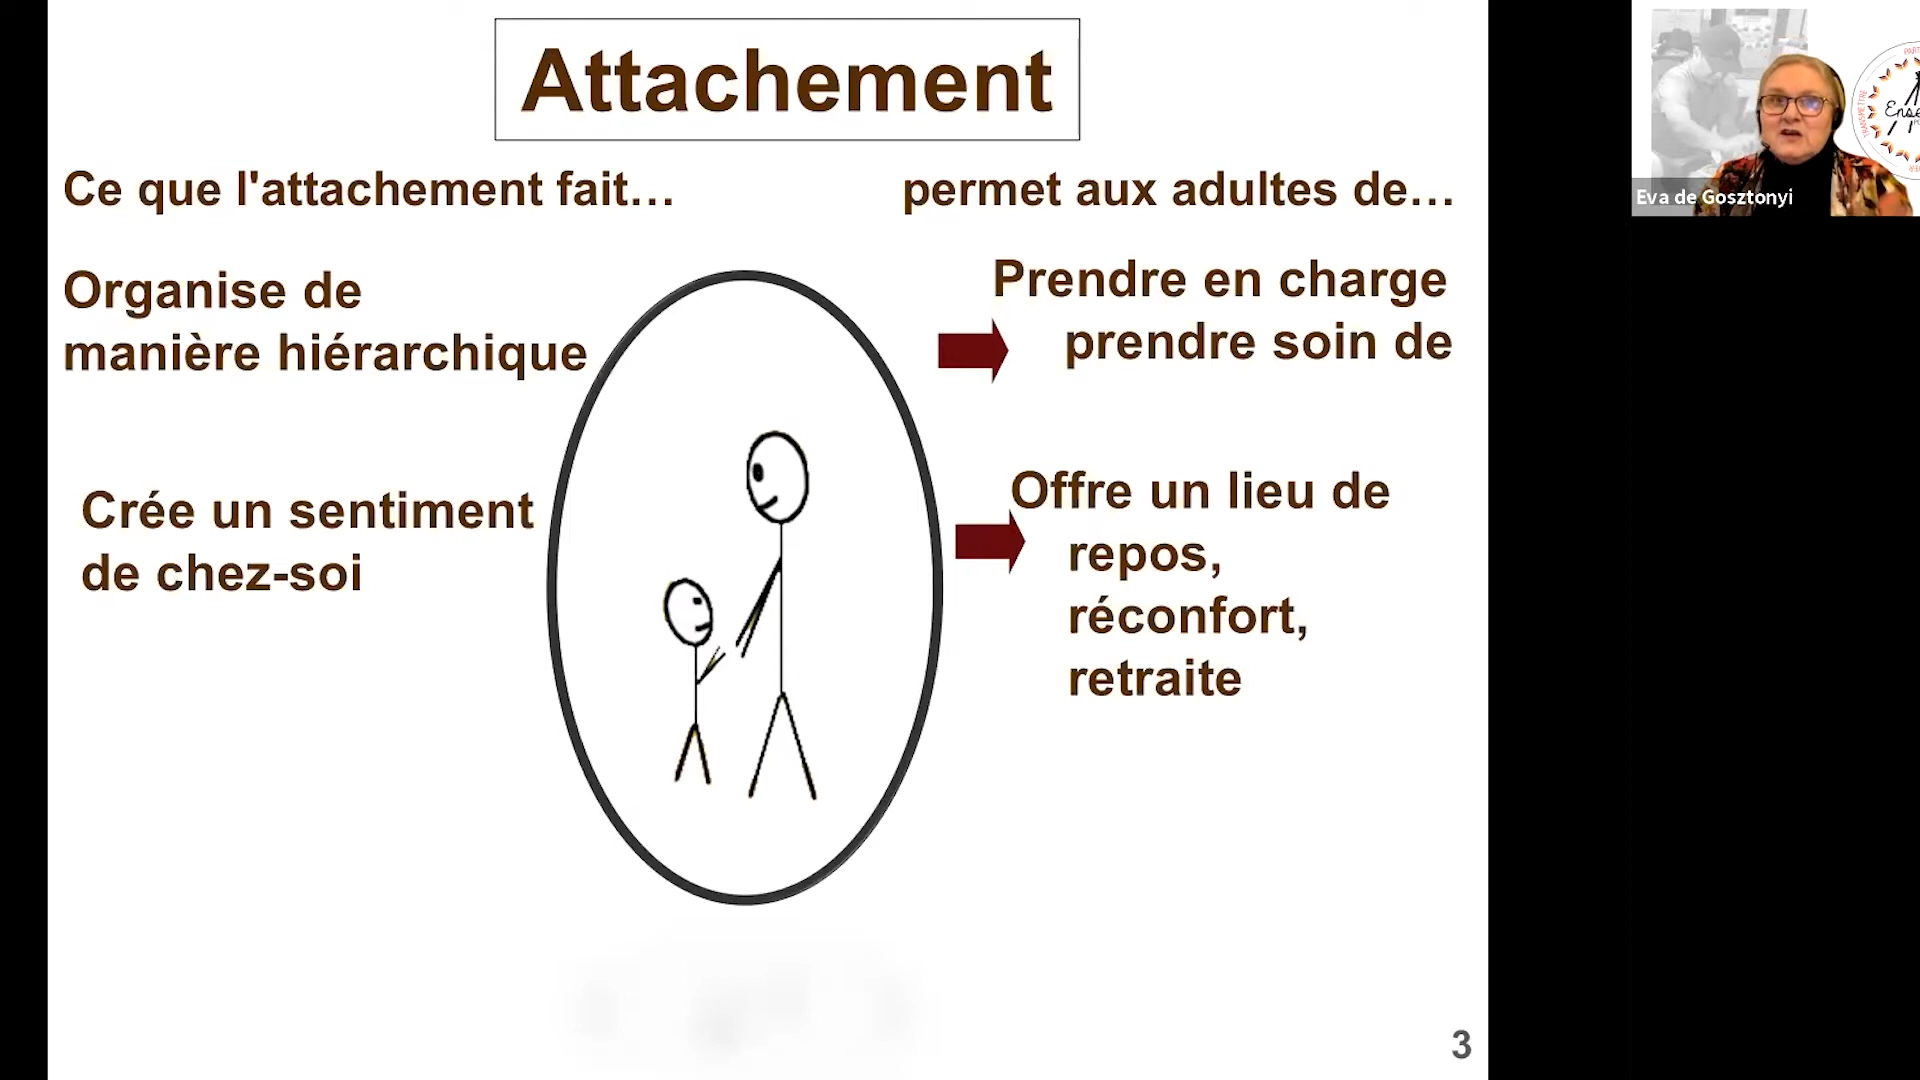 Attachement
Ce que l'attachement fait…
permet aux adultes de…
Organise de
manière hiérarchique
Prendre en charge
prendre soin de
Crée un sentiment
de chez-soi
Offre un lieu de
repos,
réconfort,
retraite
3
Eva de Gosztonyi
TRANSMETTRE